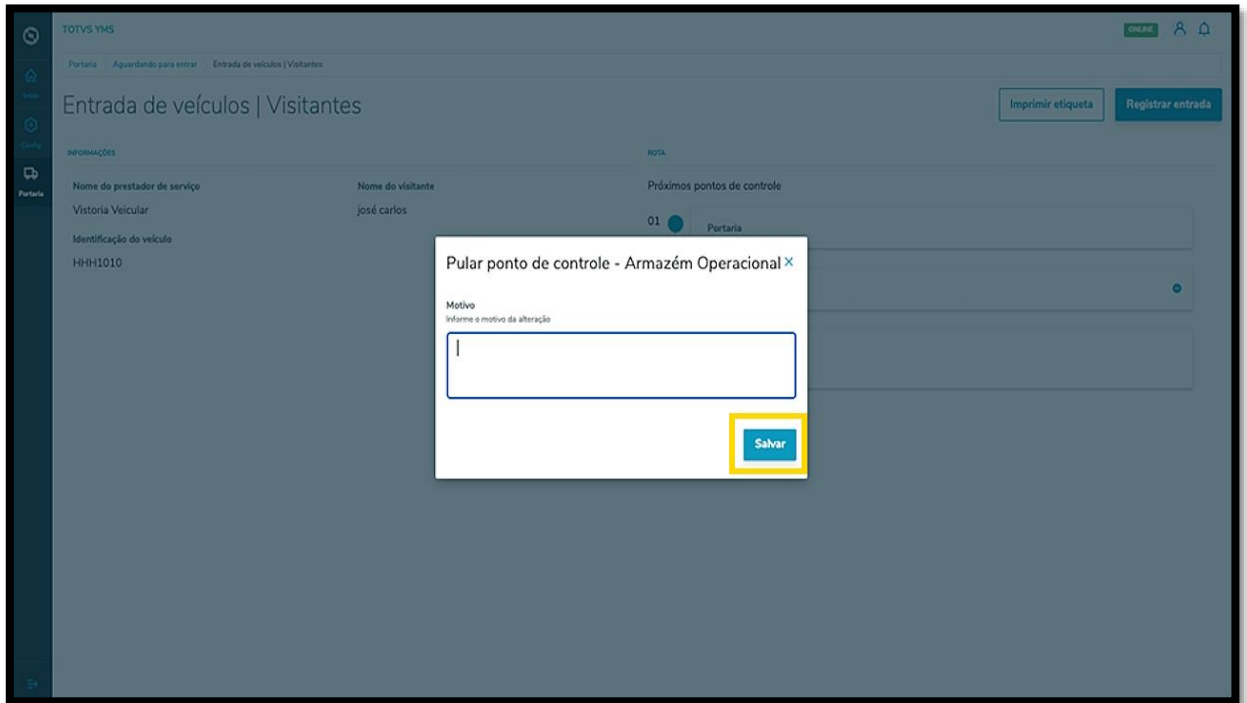 TOTVS YMS
ONLINE
Portaria Aguardando para entrar Entrada de veículos | Visitantes
Início
Entrada de veículos | Visitantes
Imprimir etiqueta
Registrar entrada
Config
INFORMAÇÕES
ROTA
Portaria
Nome do prestador de serviço
Nome do visitante
Próximos pontos de controle
Vistoria Veicular
josé carlos
01
Portaria
Identificação do veículo
HHH1010
Pular ponto de controle - Armazém Operacional ×
Motivo
Informe o motivo da alteração
Salvar